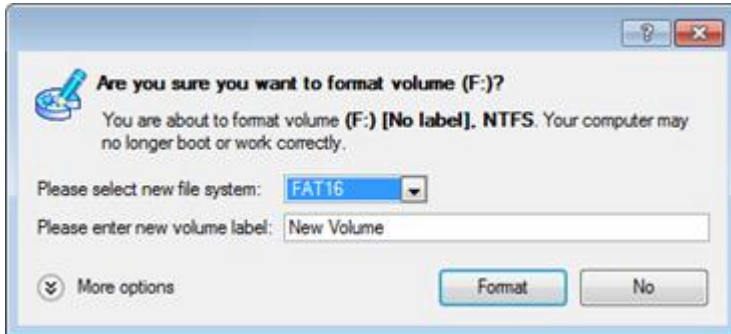 Are you sure you want to format volume (F:)?
You are about to format volume (F:) [No label], NTFS. Your computer may
no longer boot or work correctly.
Please select new file system: FAT16
Please enter new volume label: New Volume
More options Format No